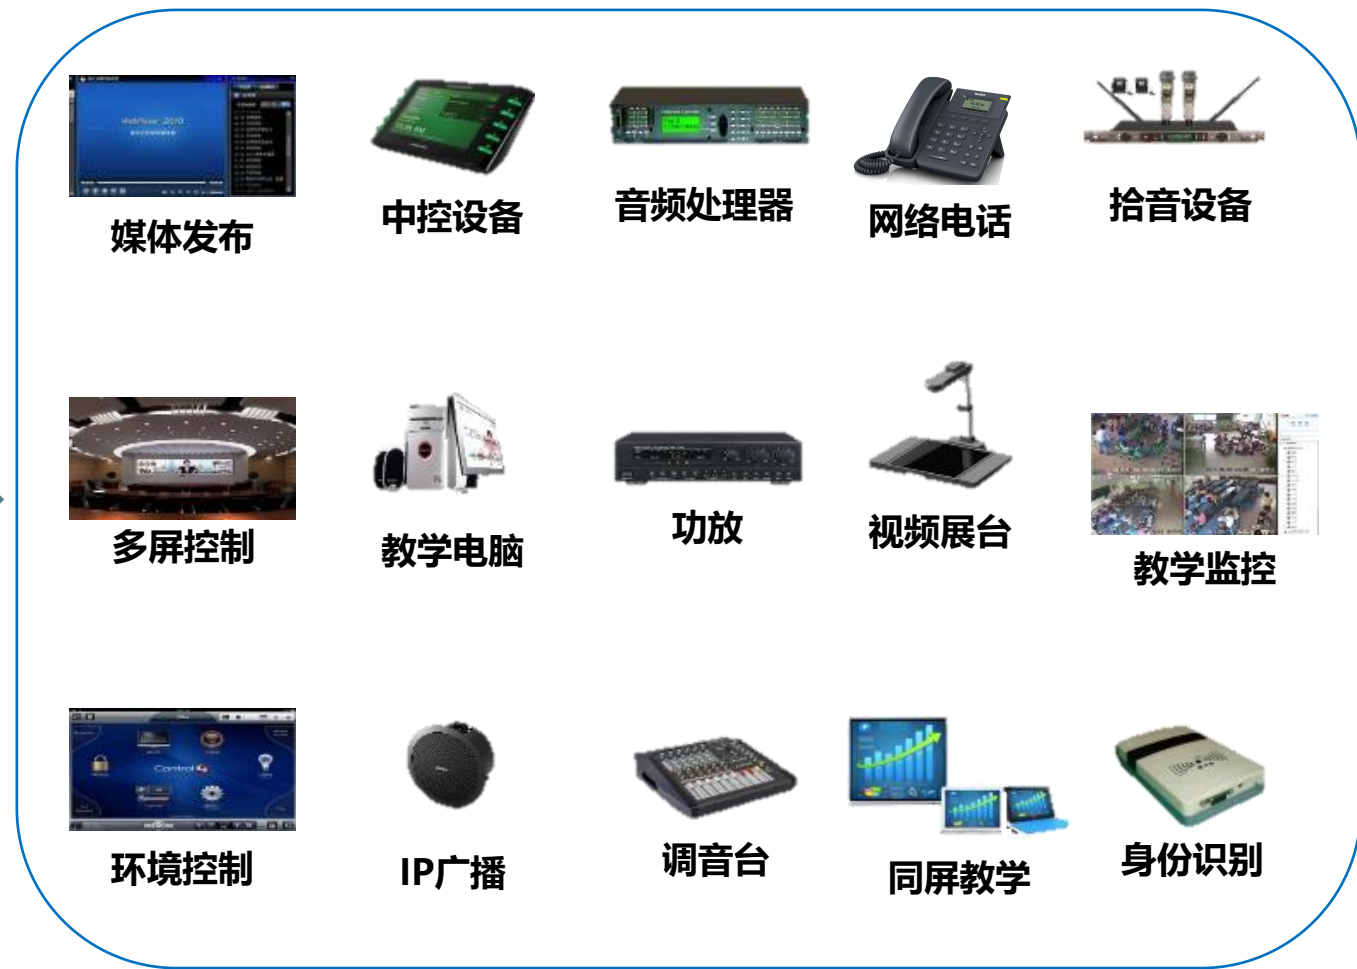 WebPlayer 2010
媒体发布
中控设备
音频处理器
网络电话
拾音设备
多屏控制
教学电脑
功放
视频展台
教学监控
Control4
环境控制
IP广播
调音台
同屏教学
身份识别